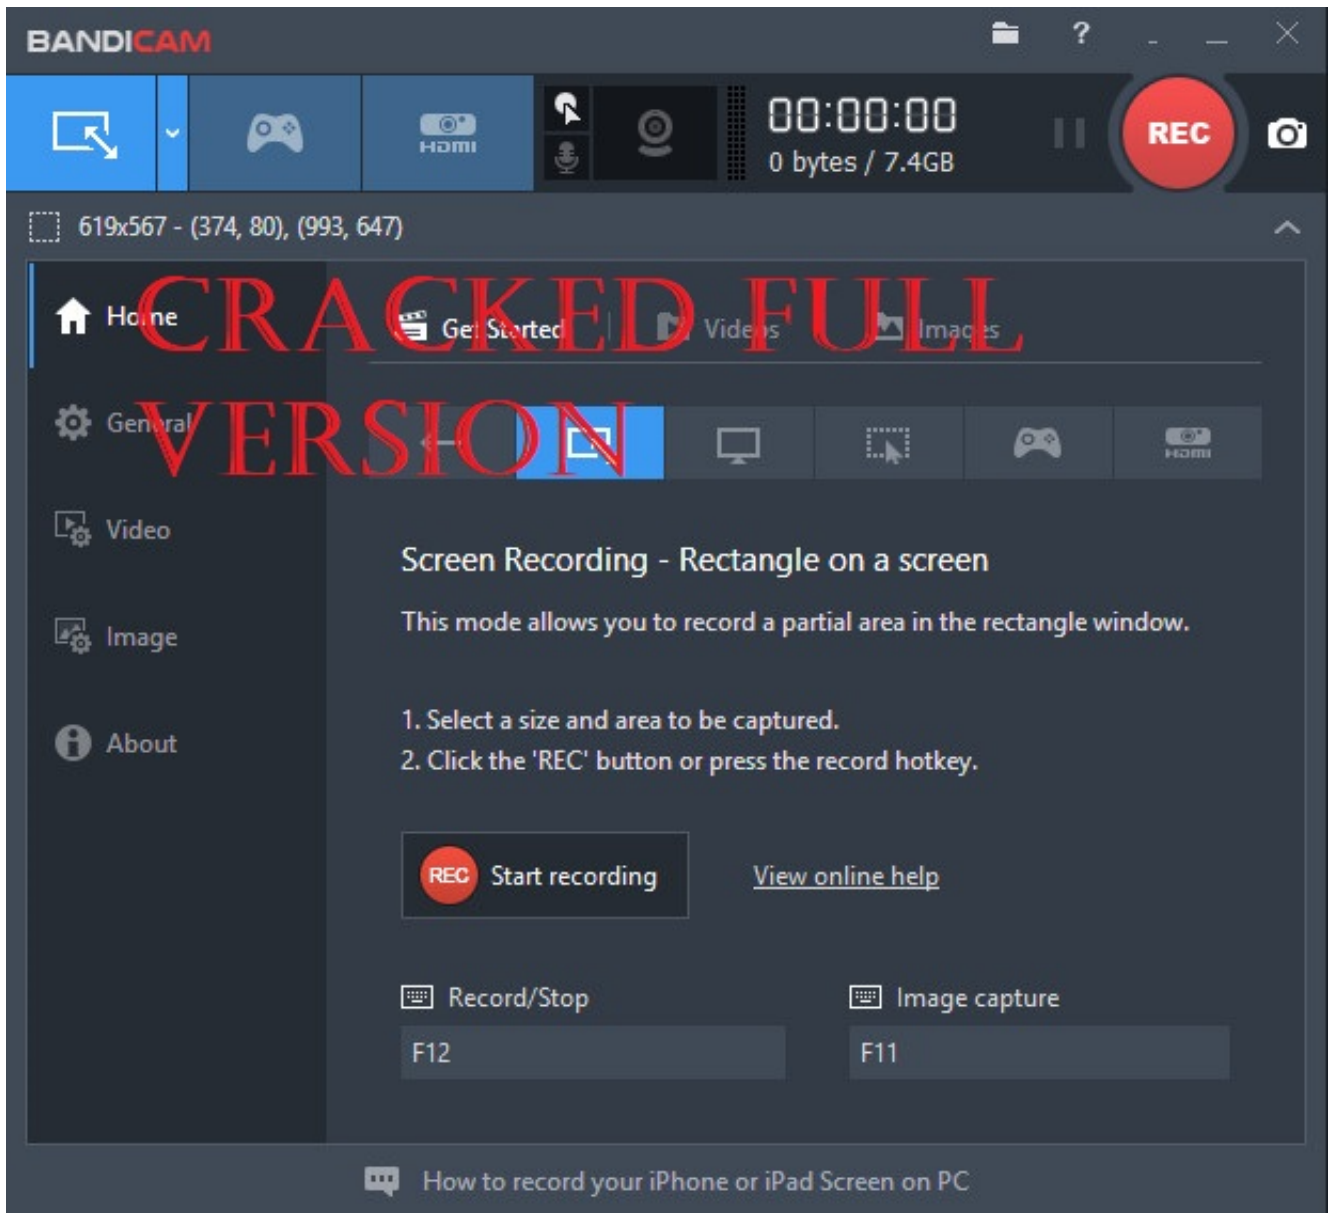 BANDICAM
?
HDMI
00:00:00
0 bytes / 7.4GB
REC
619x567 - (374, 80), (993, 647)
CRACKED FULL
VERSION
Home
General
Video
Image
About
Get Started
Videos
Images
HDMI
Screen Recording - Rectangle on a screen
This mode allows you to record a partial area in the rectangle window.
1. Select a size and area to be captured.
2. Click the 'REC' button or press the record hotkey.
REC Start recording
View online help
Record/Stop
Image capture
F12
F11
How to record your iPhone or iPad Screen on PC